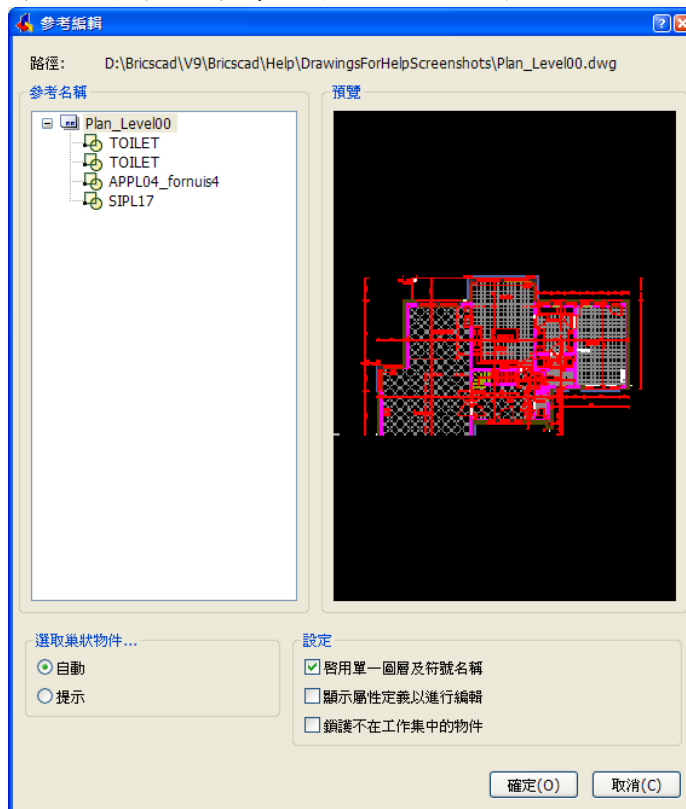 參考編輯
路徑: D:\Bricscad\V9\Bricscad\Help\DrawingsForHelpScreenshots\Plan_Level00.dwg
參考名稱
預覽
Plan_Level00
TOILET
TOILET
APPL04_fornuis4
SIPL17
選取巢狀物件...
自動
提示
設定
啓用單一圖層及符號名稱
顯示屬性定義以進行編輯
鎖護不在工作集中的物件
確定(O)
取消(C)